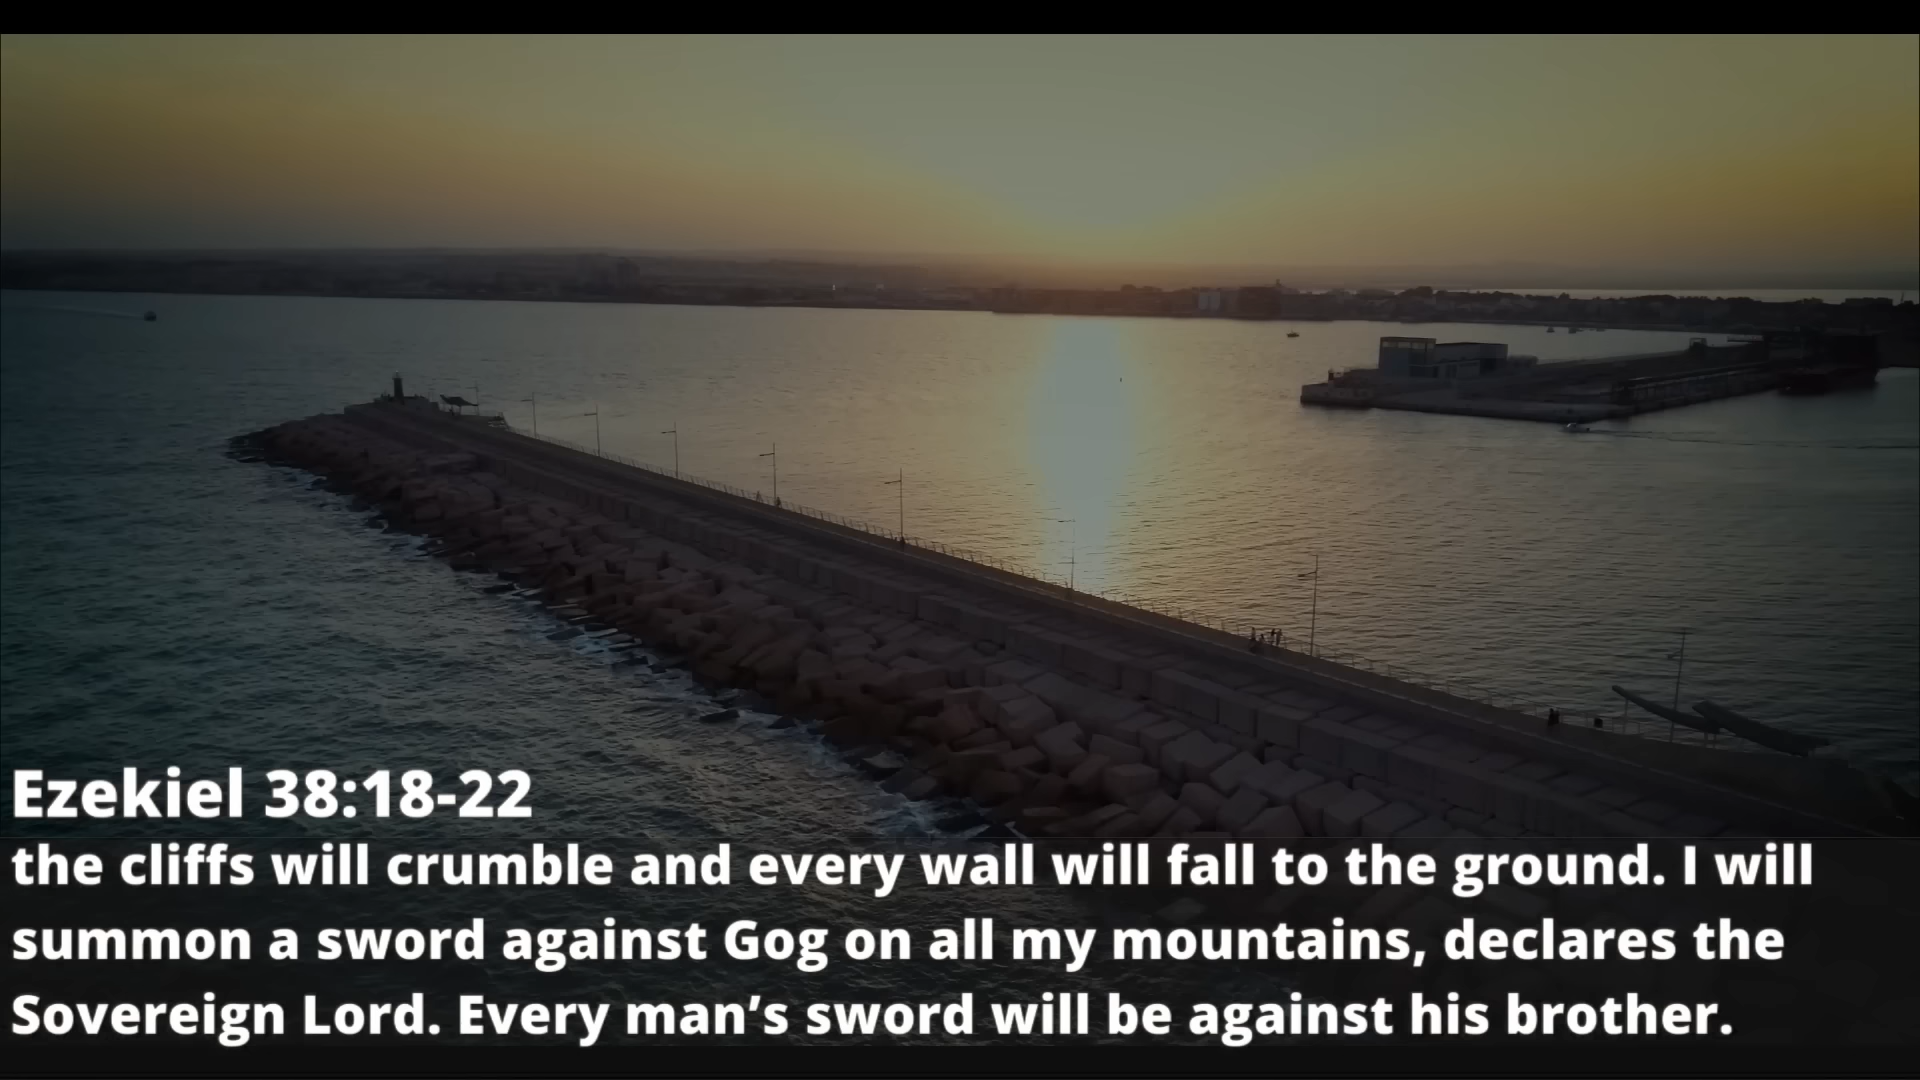 Ezekiel 38:18-22
the cliffs will crumble and every wall will fall to the ground. I will
summon a sword against Gog on all my mountains, declares the
Sovereign Lord. Every man’s sword will be against his brother.